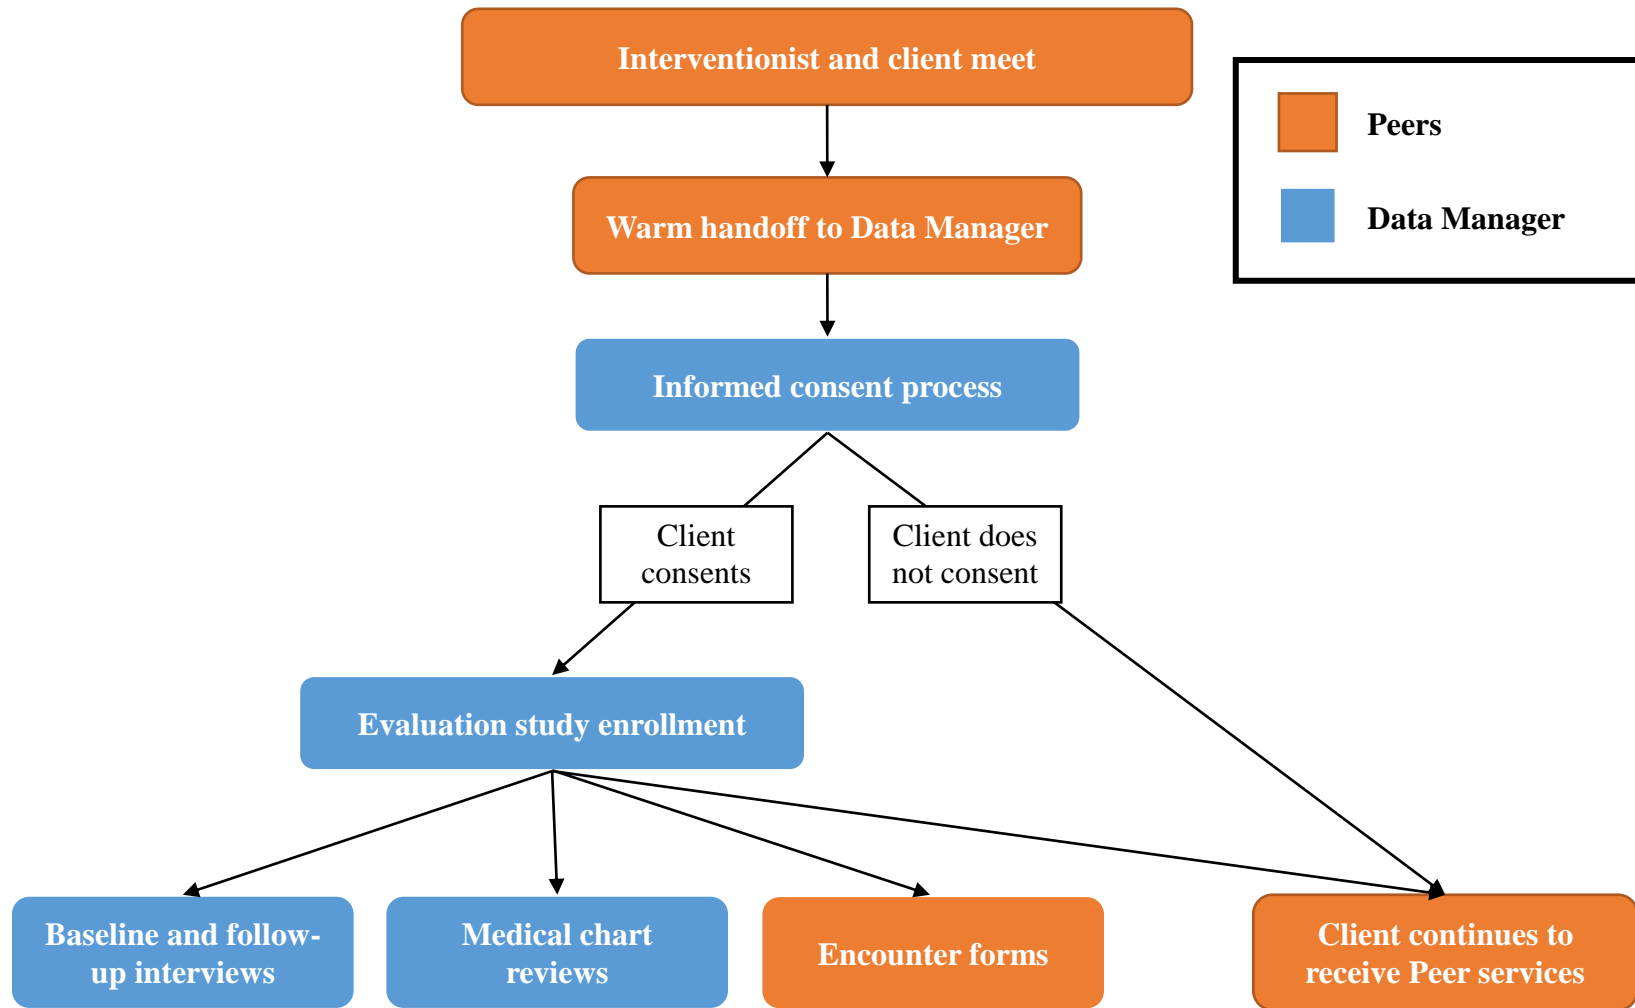 Interventionist and client meet
Peers
Data Manager
Warm handoff to Data Manager
Informed consent process
Client
consents
Client does
not consent
Evaluation study enrollment
Baseline and follow-
up interviews
Medical chart
reviews
Encounter forms
Client continues to
receive Peer services